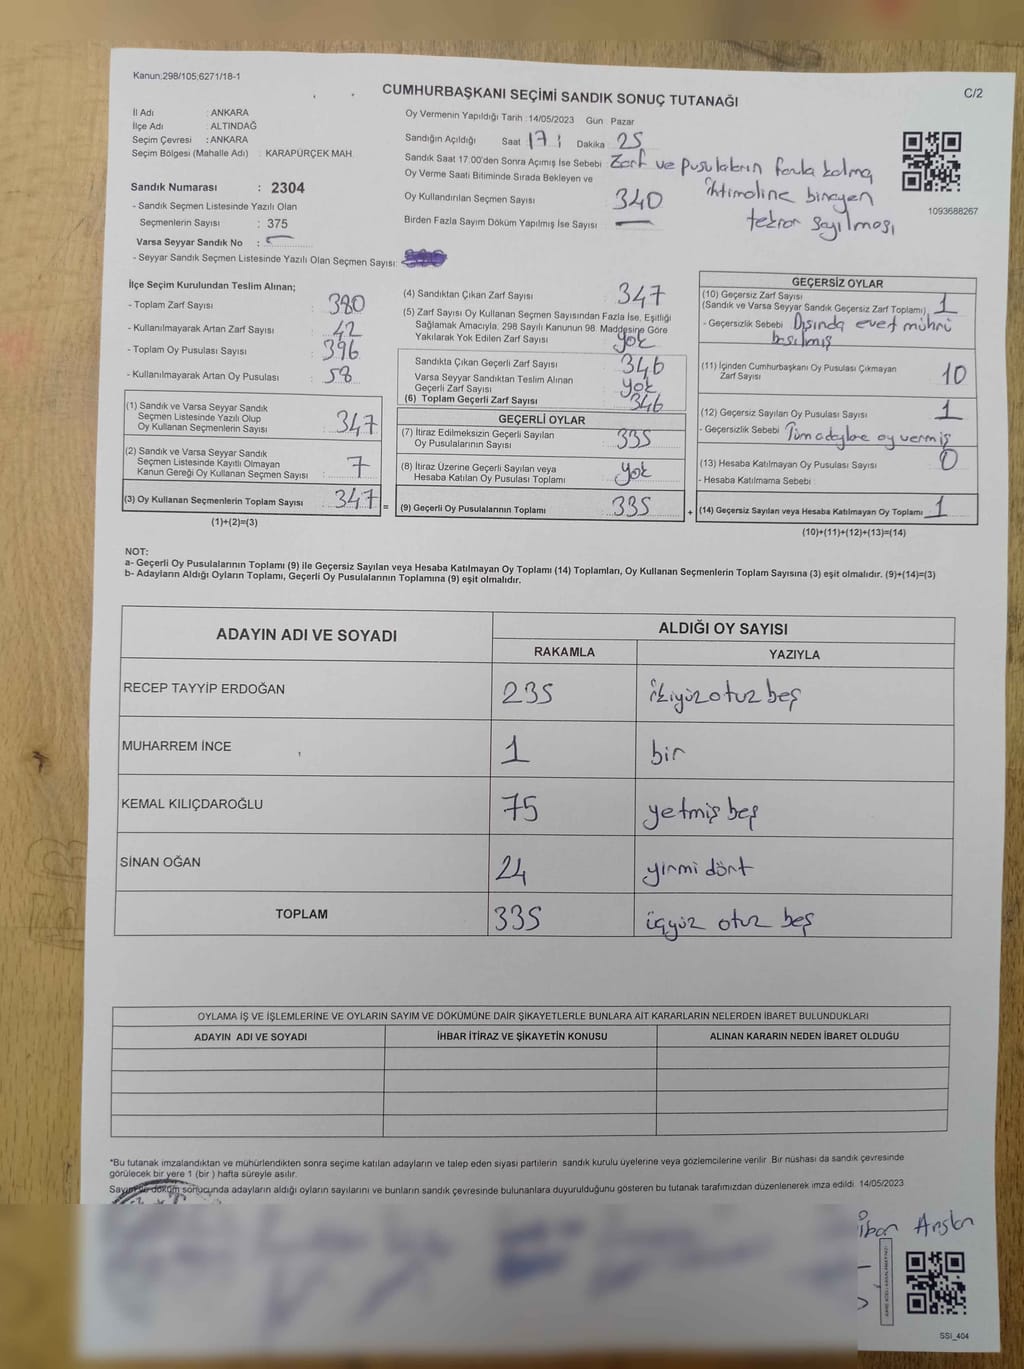 Kanun:298/105;6271/18-1
C/2
CUMHURBAŞKANI SEÇİMİ SANDIK SONUÇ TUTANAĞI
İl Adı : ANKARA
İlçe Adı : ALTINDAĞ
Seçim Çevresi : ANKARA
Seçim Bölgesi (Mahalle Adı) : KARAPÜRÇEK MAH.
Sandık Numarası : 2304
- Sandık Seçmen Listesinde Yazılı Olan
Seçmenlerin Sayısı : 375
Varsa Seyyar Sandık No :
- Seyyar Sandık Seçmen Listesinde Yazılı Olan Seçmen Sayısı:
Oy Vermenin Yapıldığı Tarih : 14/05/2023 Gün Pazar
Sandığın Açıldığı Saat 17 : Dakika 25
Sandık Saat 17:00'den Sonra Açımış İse Sebebi Zarf ve pusulaların fazla kalma
ihtimaline binayen
tekrar sayılması
Oy Verme Saati Bitiminde Sırada Bekleyen ve
Oy Kullandırılan Seçmen Sayısı 340
Birden Fazla Sayım Döküm Yapılmış İse Sayısı —
1093688267
İlçe Seçim Kurulundan Teslim Alınan;
- Toplam Zarf Sayısı : 380
- Kullanılmayarak Artan Zarf Sayısı : 42
- Toplam Oy Pusulası Sayısı : 396
- Kullanılmayarak Artan Oy Pusulası : 58
(1) Sandık ve Varsa Seyyar Sandık
Seçmen Listesinde Yazılı Olup
Oy Kullanan Seçmenlerin Sayısı : 347
(2) Sandık ve Varsa Seyyar Sandık
Seçmen Listesinde Kayıtlı Olmayan
Kanun Gereği Oy Kullanan Seçmen Sayısı : 7
(3) Oy Kullanan Seçmenlerin Toplam Sayısı : 347 =
(1)+(2)=(3)
(4) Sandıktan Çıkan Zarf Sayısı : 347
(5) Zarf Sayısı Oy Kullanan Seçmen Sayısından Fazla İse, Eşitliği
Sağlamak Amacıyla, 298 Sayılı Kanunun 98. Maddesine Göre
Yakılarak Yok Edilen Zarf Sayısı : yok
Sandıkta Çıkan Geçerli Zarf Sayısı : 346
Varsa Seyyar Sandıktan Teslim Alınan
Geçerli Zarf Sayısı : yok
(6) Toplam Geçerli Zarf Sayısı : 346
GEÇERLİ OYLAR
(7) İtiraz Edilmeksizin Geçerli Sayılan
Oy Pusulalarının Sayısı : 335
(8) İtiraz Üzerine Geçerli Sayılan veya
Hesaba Katılan Oy Pusulası Toplamı : yok
(9) Geçerli Oy Pusulalarının Toplamı : 335 +
GEÇERSİZ OYLAR
(10) Geçersiz Zarf Sayısı
(Sandık ve Varsa Seyyar Sandık Geçersiz Zarf Toplamı) : 1
- Geçersizlik Sebebi Dışında evet mührü
basılmış
(11) İçinden Cumhurbaşkanı Oy Pusulası Çıkmayan
Zarf Sayısı 10
(12) Geçersiz Sayılan Oy Pusulası Sayısı : 1
- Geçersizlik Sebebi Tüm adaylara oy vermiş
(13) Hesaba Katılmayan Oy Pusulası Sayısı : 0
- Hesaba Katılmama Sebebi
(14) Geçersiz Sayılan veya Hesaba Katılmayan Oy Toplamı : 1
(10)+(11)+(12)+(13)=(14)
NOT:
a- Geçerli Oy Pusulalarının Toplamı (9) ile Geçersiz Sayılan veya Hesaba Katılmayan Oy Toplamı (14) Toplamları, Oy Kullanan Seçmenlerin Toplam Sayısına (3) eşit olmalıdır. (9)+(14)=(3)
b- Adayların Aldığı Oyların Toplamı, Geçerli Oy Pusulalarının Toplamına (9) eşit olmalıdır.
ADAYIN ADI VE SOYADI ALDIĞI OY SAYISI
RAKAMLA YAZIYLA
RECEP TAYYİP ERDOĞAN 235 ikiyüzotuz beş
MUHARREM İNCE 1 bir
KEMAL KILIÇDAROĞLU 75 yetmiş beş
SİNAN OĞAN 24 yirmi dört
TOPLAM 335 üçyüz otuz beş
OYLAMA İŞ VE İŞLEMLERİNE VE OYLARIN SAYIM VE DÖKÜMÜNE DAİR ŞİKAYETLERLE BUNLARA AİT KARARLARIN NELERDEN İBARET BULUNDUKLARI
ADAYIN ADI VE SOYADI İHBAR İTİRAZ VE ŞİKAYETİN KONUSU ALINAN KARARIN NEDEN İBARET OLDUĞU
*Bu tutanak imzalandıktan ve mühürlendikten sonra seçime katılan adayların ve talep eden siyasi partilerin sandık kurulu üyelerine veya gözlemcilerine verilir. Bir nüshası da sandık çevresinde
görülecek bir yere 1 (bir ) hafta süreyle asılır.
Sayım ve döküm sonucunda adayların aldığı oyların sayılarını ve bunların sandık çevresinde bulunanlara duyurulduğunu gösteren bu tutanak tarafımızdan düzenlenerek imza edildi. 14/05/2023
Arslan
SSI_404